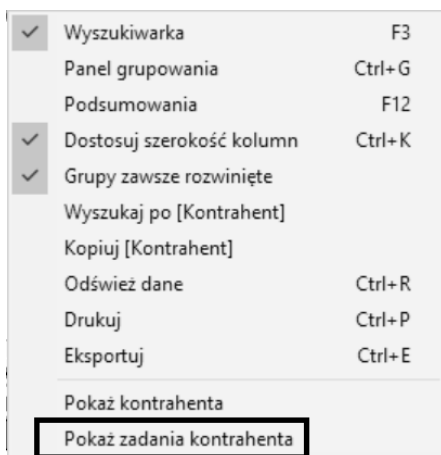 Wyszukiwarka F3
Panel grupowania Ctrl+G
Podsumowania F12
Dostosuj szerokość kolumn Ctrl+K
Grupy zawsze rozwinięte
Wyszukaj po [Kontrahent]
Kopiuj [Kontrahent]
Odśwież dane Ctrl+R
Drukuj Ctrl+P
Eksportuj Ctrl+E
Pokaż kontrahenta
Pokaż zadania kontrahenta